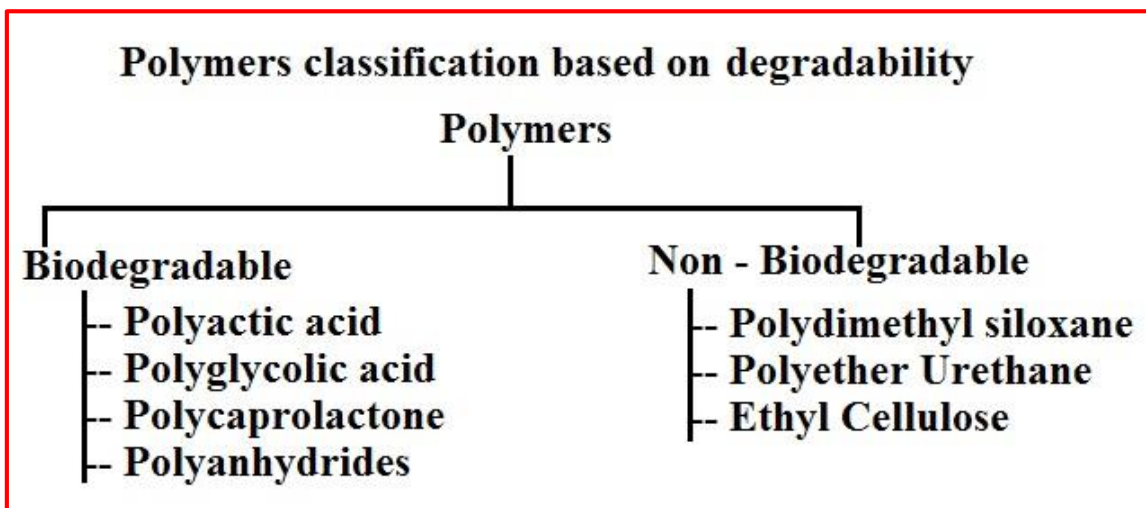 Polymers classification based on degradability
Polymers
Biodegradable
-- Polyactic acid
-- Polyglycolic acid
-- Polycaprolactone
-- Polyanhydrides
Non - Biodegradable
-- Polydimethyl siloxane
-- Polyether Urethane
-- Ethyl Cellulose